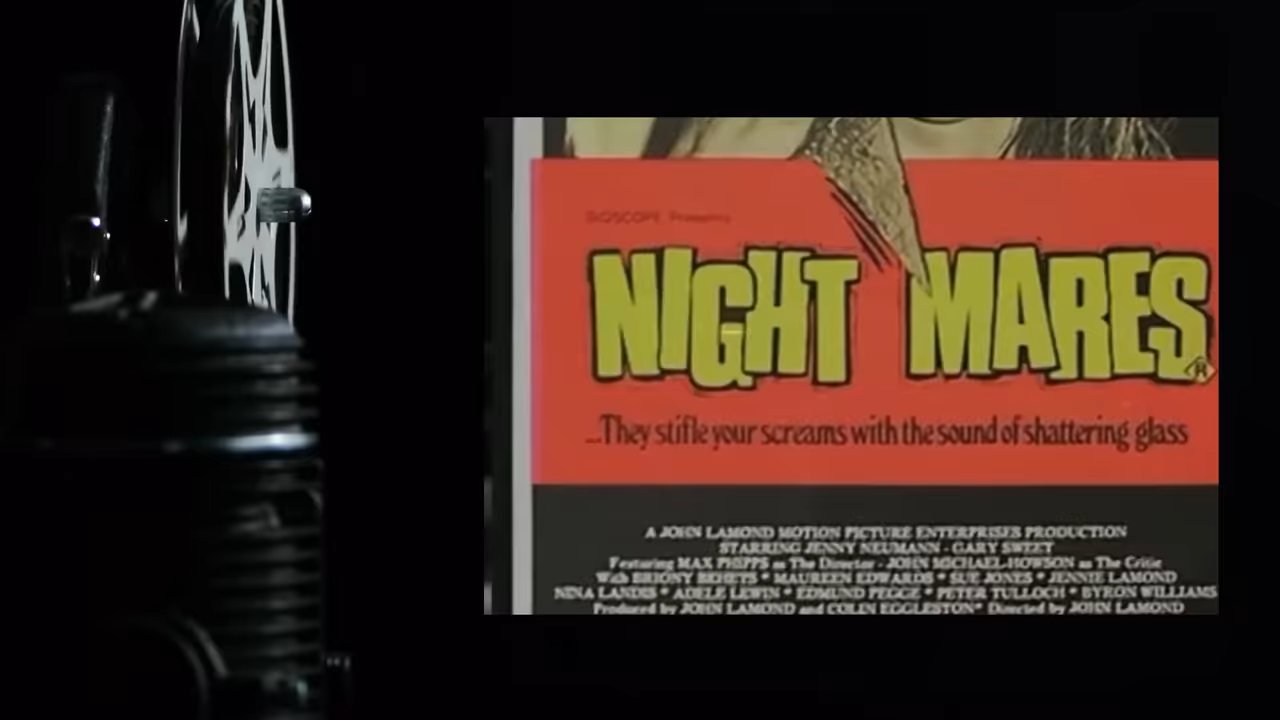 BIOSCOPE Presents
NIGHT MARES
R
...They stifle your screams with the sound of shattering glass
A JOHN LAMOND MOTION PICTURE ENTERPRISES PRODUCTION
STARRING JENNY NEUMANN - GARY SWEET
Featuring MAX PHIPPS as The Director - JOHN MICHAEL HOWSON as The Critic
With BRIONY BEHETS * MAUREEN EDWARDS * SUE JONES * JENNIE LAMOND
NINA LANDIS * ADELE LEWIN * EDMUND PEGGE * PETER TULLOCH * BYRON WILLIAMS
Produced by JOHN LAMOND and COLIN EGGLESTON * Directed by JOHN LAMOND